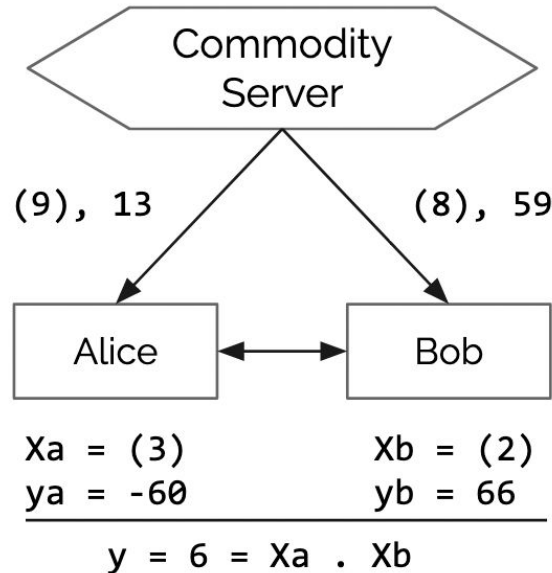 Commodity
Server
(9), 13
(8), 59
Alice
Bob
Xa = (3)
Xb = (2)
ya = -60
yb = 66
y = 6 = Xa . Xb